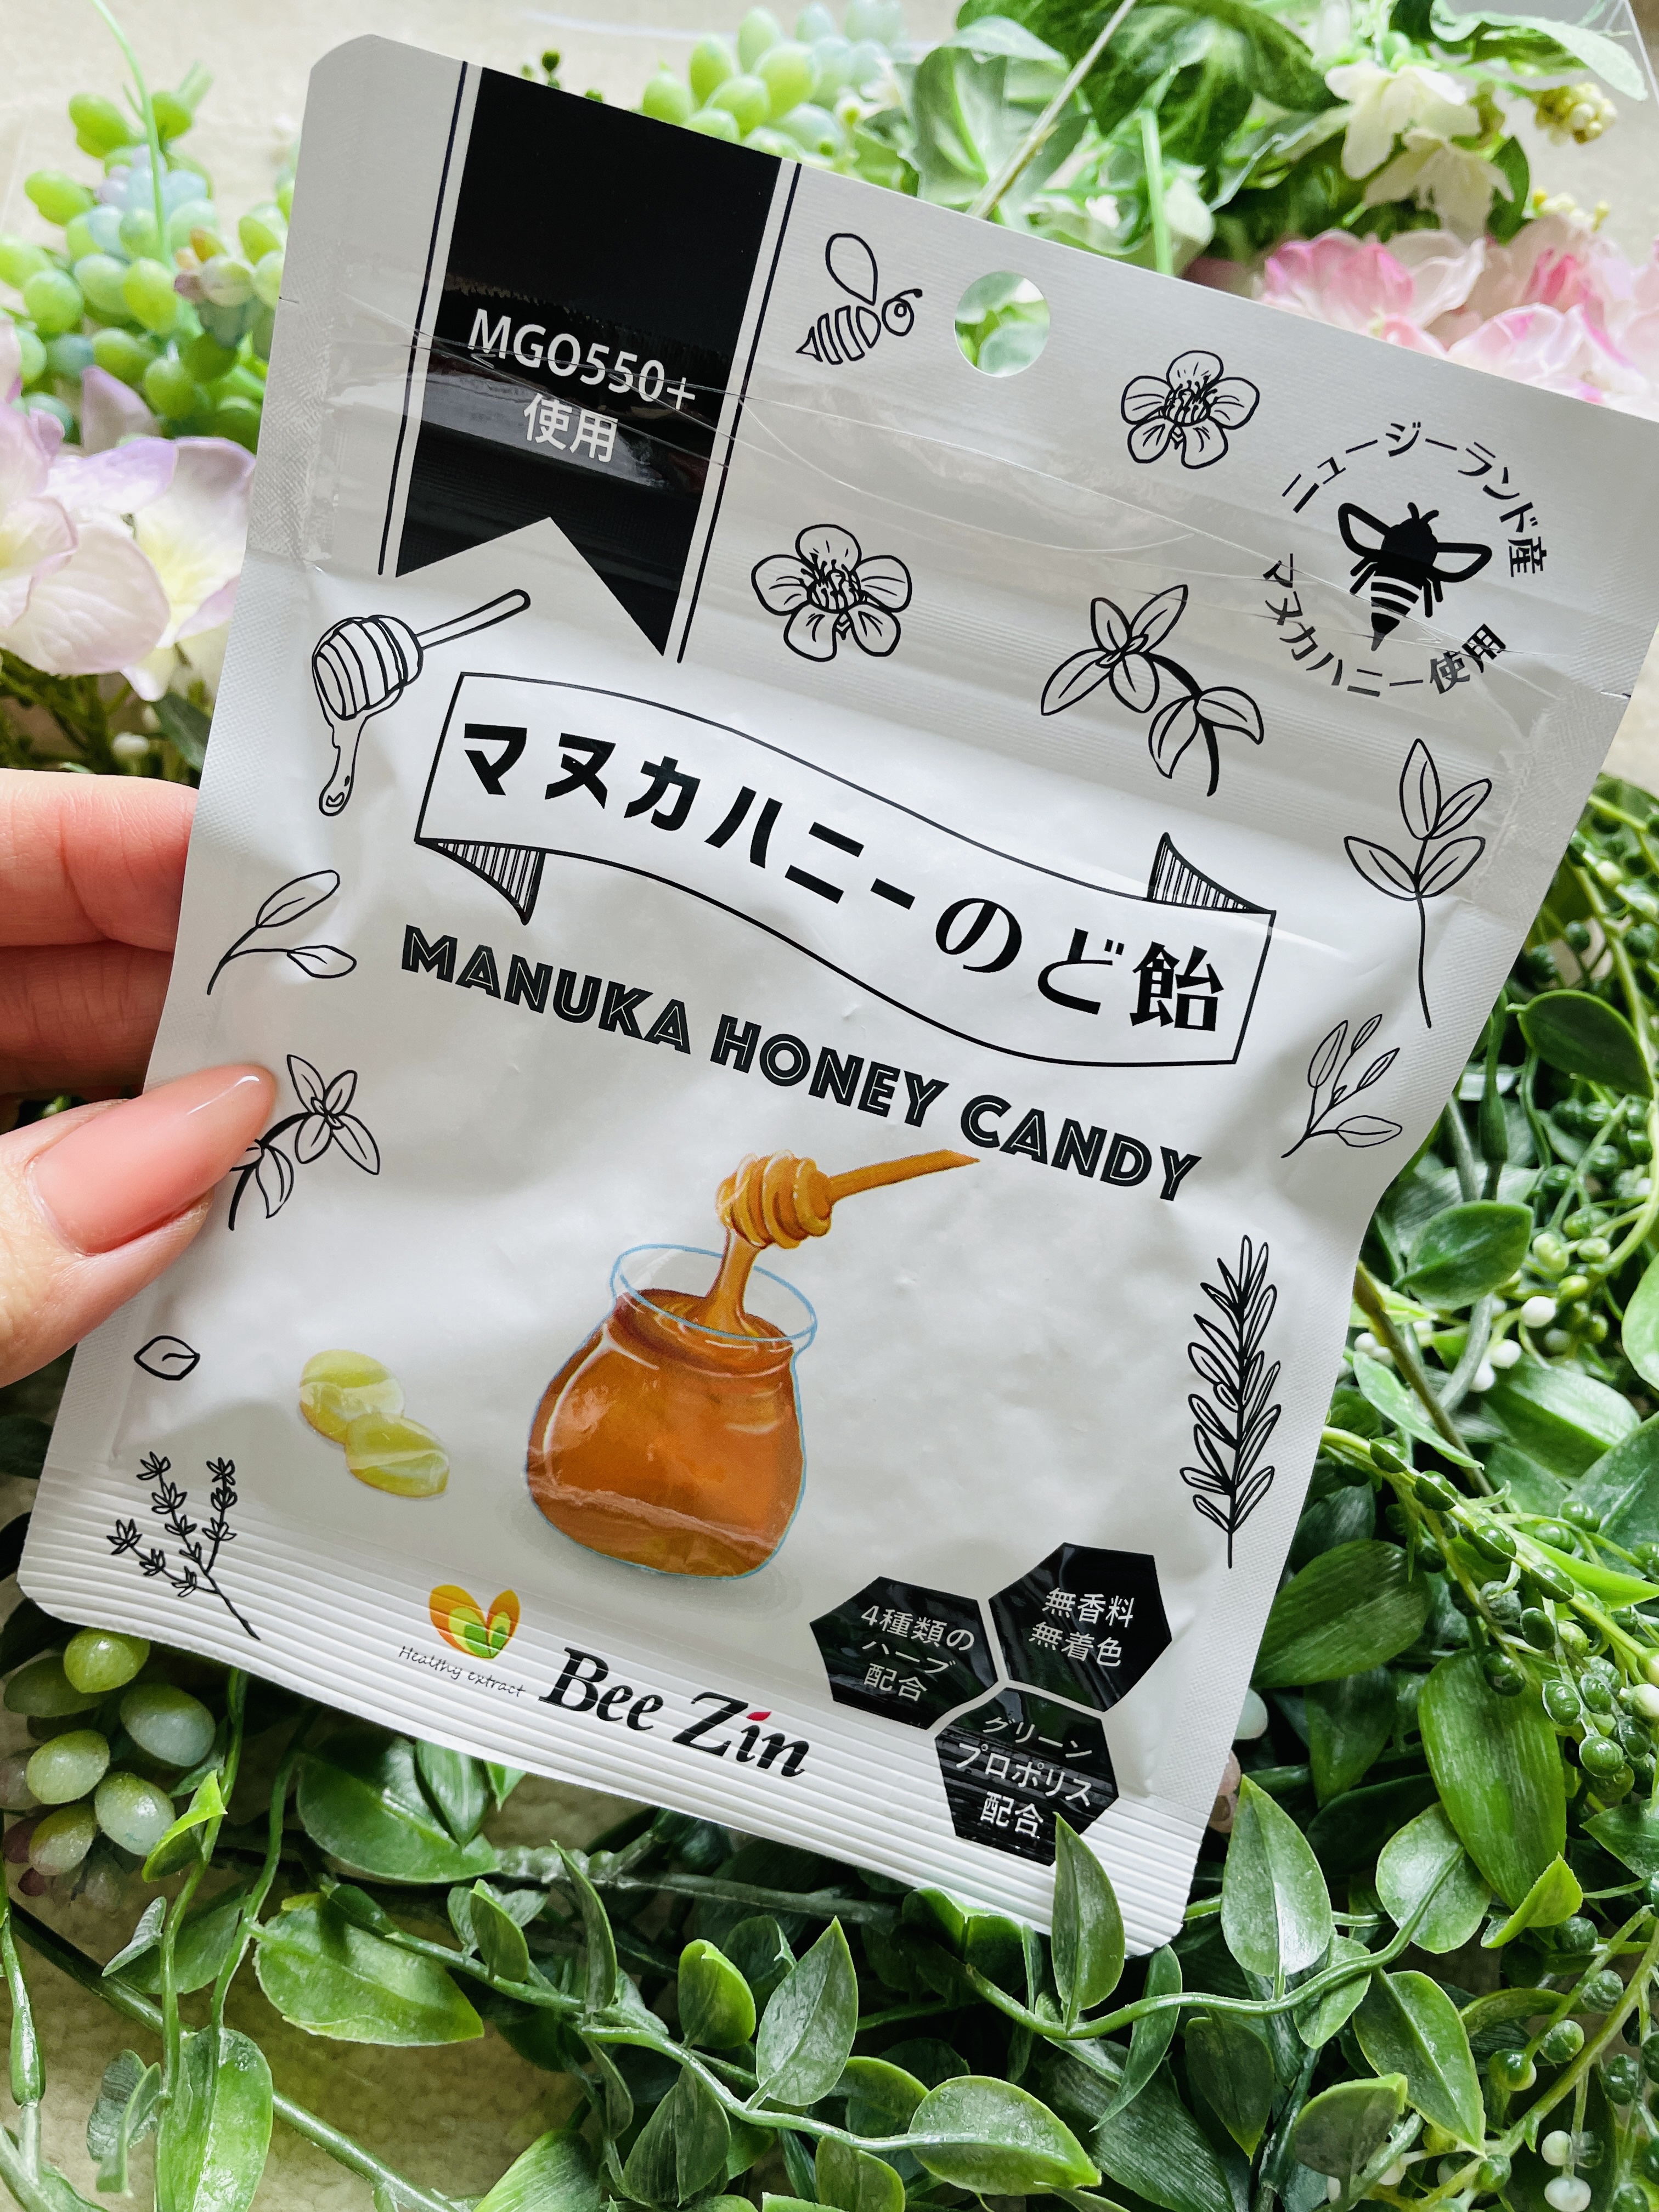 MGO550+
使用
ニュージーランド産
マヌカハニー使用
マヌカハニーのど飴
MANUKA HONEY CANDY
4種類の
ハーブ
配合
無香料
無着色
グリーン
プロポリス
配合
Healthy extract
Bee Zin